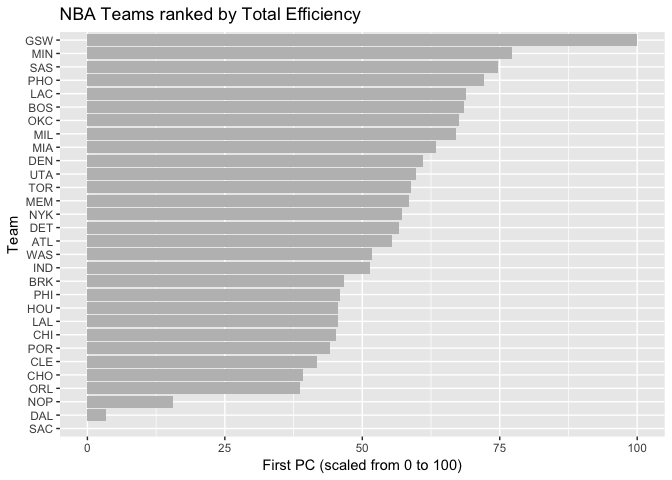 NBA Teams ranked by Total Efficiency
GSW
MIN
SAS
PHO
LAC
BOS
OKC
MIL
MIA
DEN
UTA
TOR
MEM
NYK
DET
ATL
WAS
IND
BRK
PHI
HOU
LAL
CHI
POR
CLE
CHO
ORL
NOP
DAL
SAC
Team
0 25 50 75 100
First PC (scaled from 0 to 100)